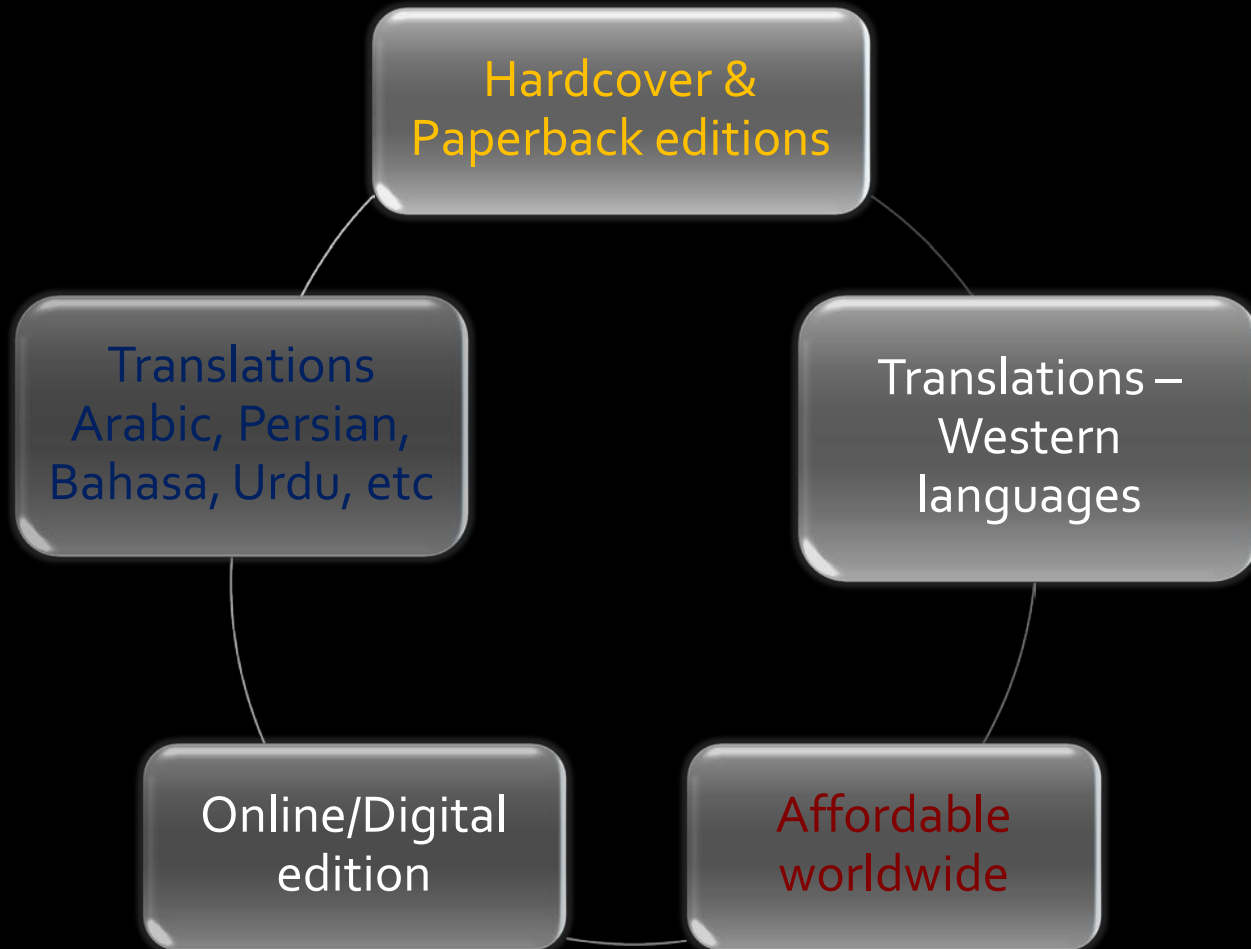 Hardcover &
Paperback editions
Translations –
Western
languages
Affordable
worldwide
Online/Digital
edition
Translations
Arabic, Persian,
Bahasa, Urdu, etc